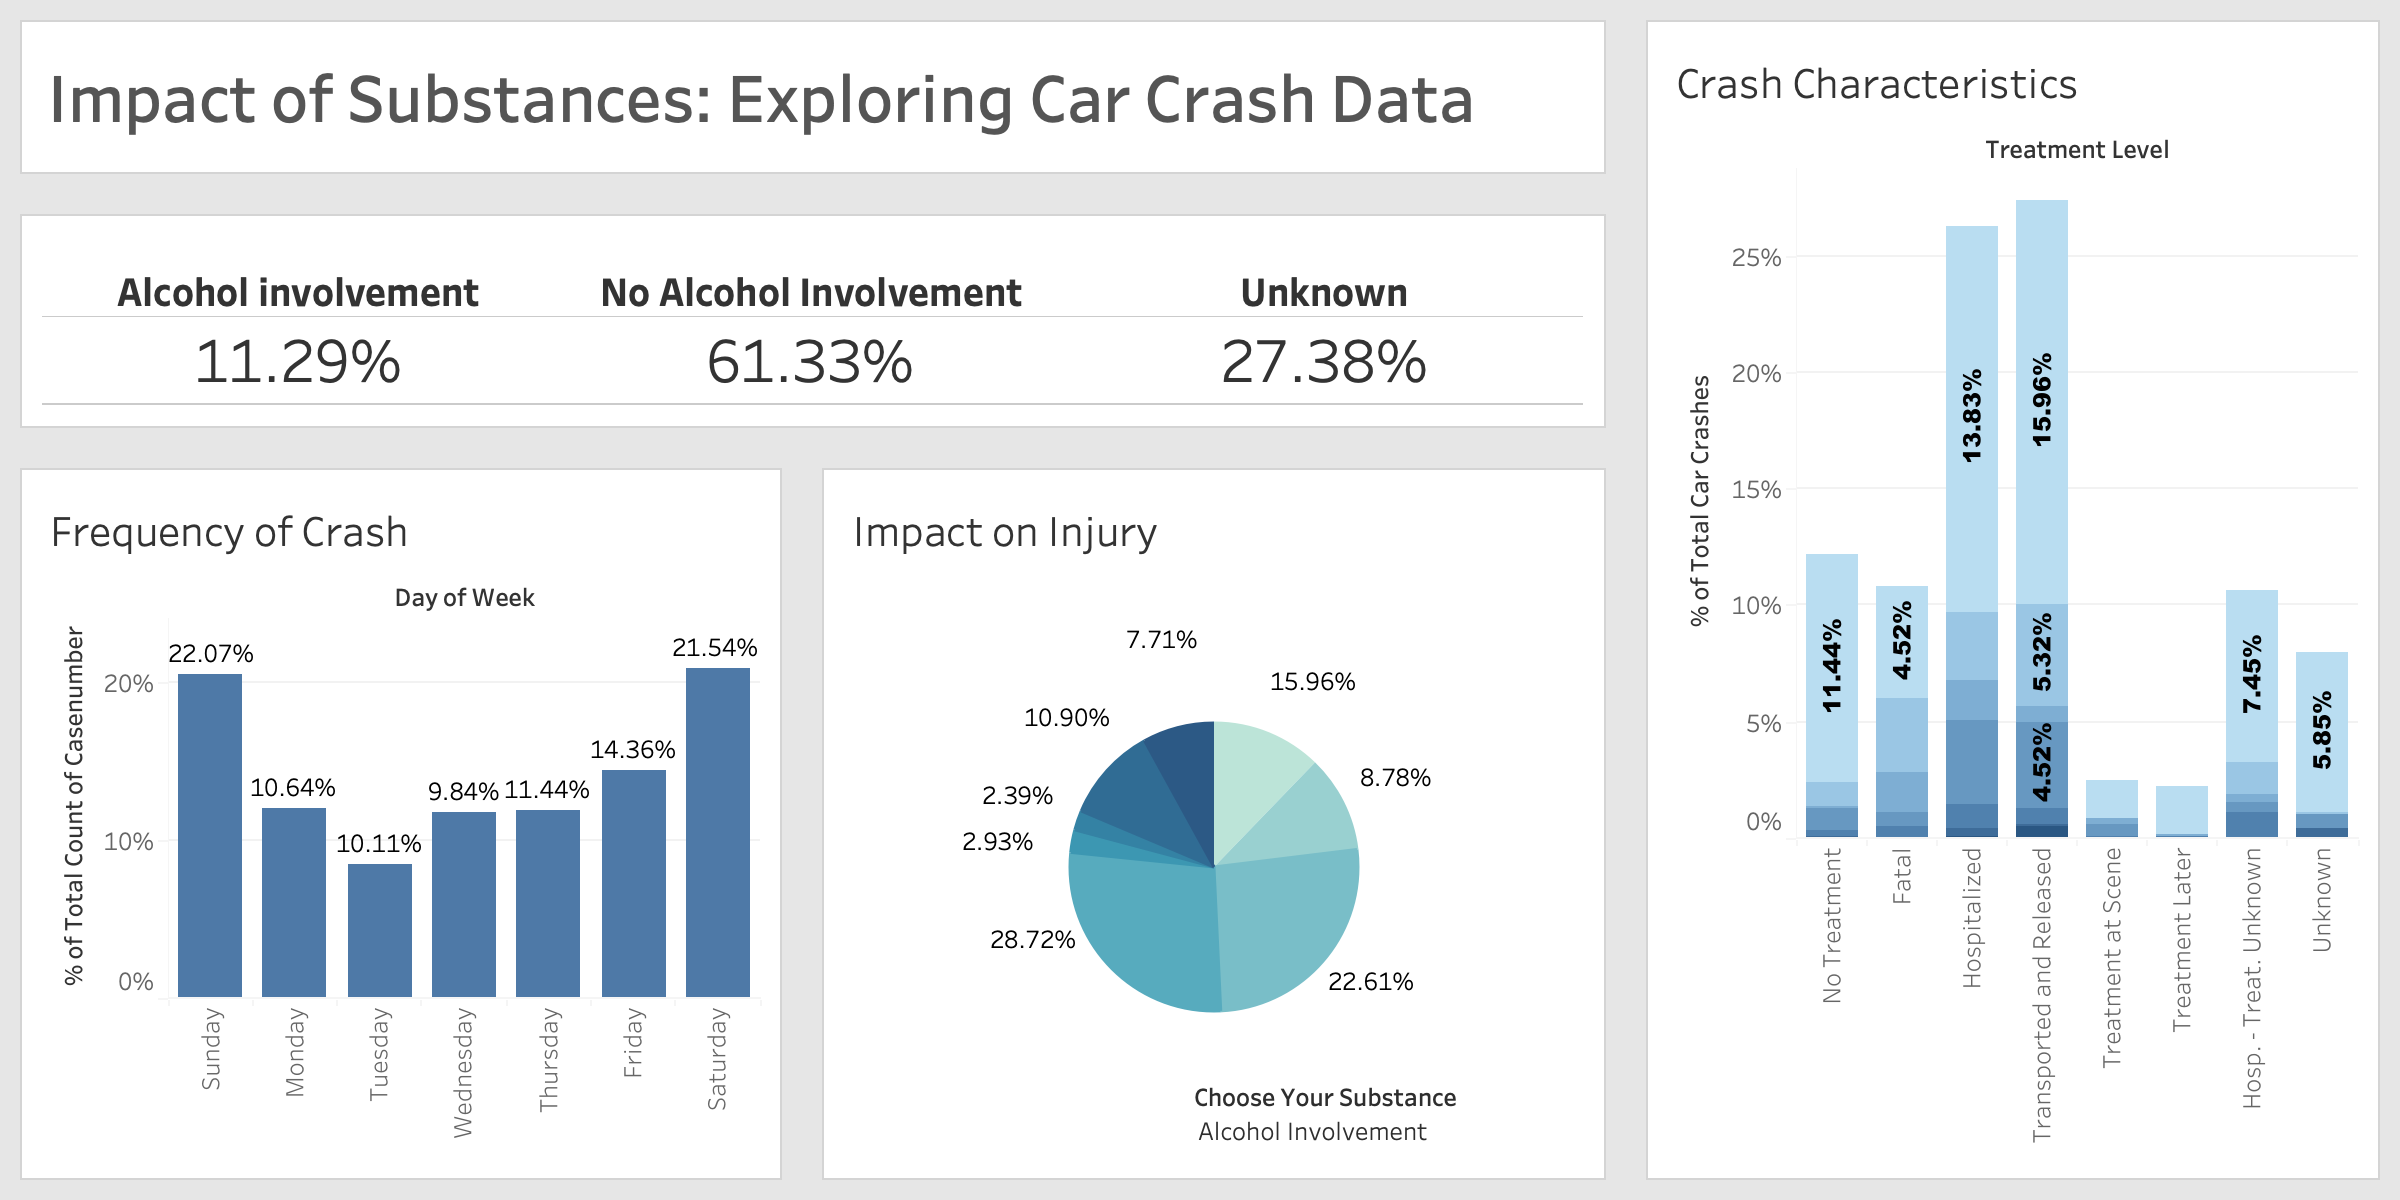 Impact of Substances: Exploring Car Crash Data
Alcohol involvement No Alcohol Involvement Unknown
11.29% 61.33% 27.38%
Frequency of Crash
Day of Week
% of Total Count of Casenumber
20%
10%
0%
22.07%
10.64%
10.11%
9.84%
11.44%
14.36%
21.54%
Sunday
Monday
Tuesday
Wednesday
Thursday
Friday
Saturday
Impact on Injury
7.71%
15.96%
10.90%
8.78%
2.39%
2.93%
28.72%
22.61%
Choose Your Substance
Alcohol Involvement
Crash Characteristics
Treatment Level
% of Total Car Crashes
25%
20%
15%
10%
5%
0%
11.44%
4.52%
13.83%
15.96%
5.32%
4.52%
7.45%
5.85%
No Treatment
Fatal
Hospitalized
Transported and Released
Treatment at Scene
Treatment Later
Hosp. - Treat. Unknown
Unknown